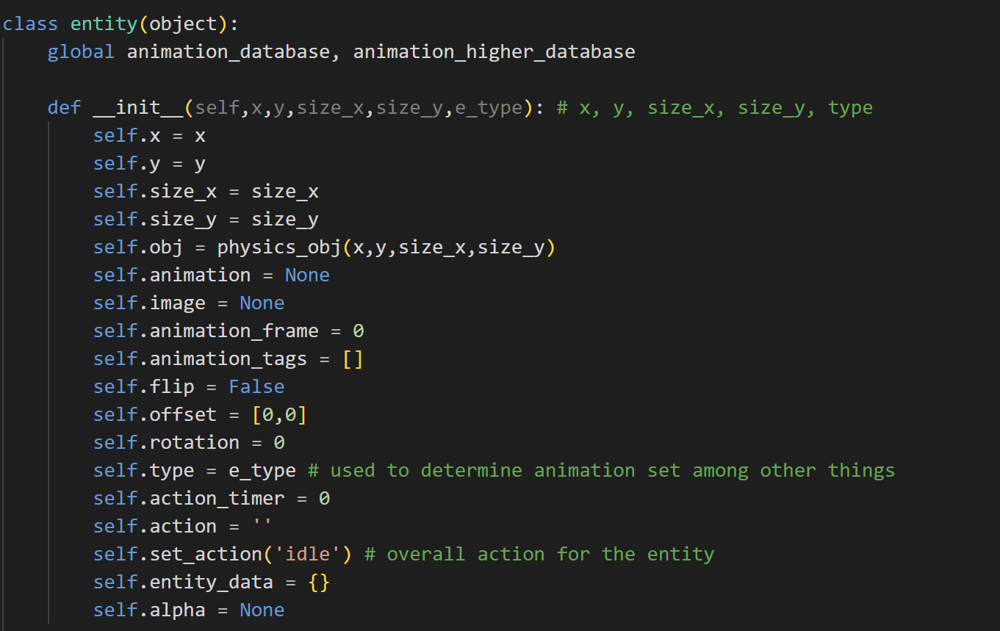 class entity(object):
    global animation_database, animation_higher_database

    def __init__(self,x,y,size_x,size_y,e_type): # x, y, size_x, size_y, type
        self.x = x
        self.y = y
        self.size_x = size_x
        self.size_y = size_y
        self.obj = physics_obj(x,y,size_x,size_y)
        self.animation = None
        self.image = None
        self.animation_frame = 0
        self.animation_tags = []
        self.flip = False
        self.offset = [0,0]
        self.rotation = 0
        self.type = e_type # used to determine animation set among other things
        self.action_timer = 0
        self.action = ''
        self.set_action('idle') # overall action for the entity
        self.entity_data = {}
        self.alpha = None